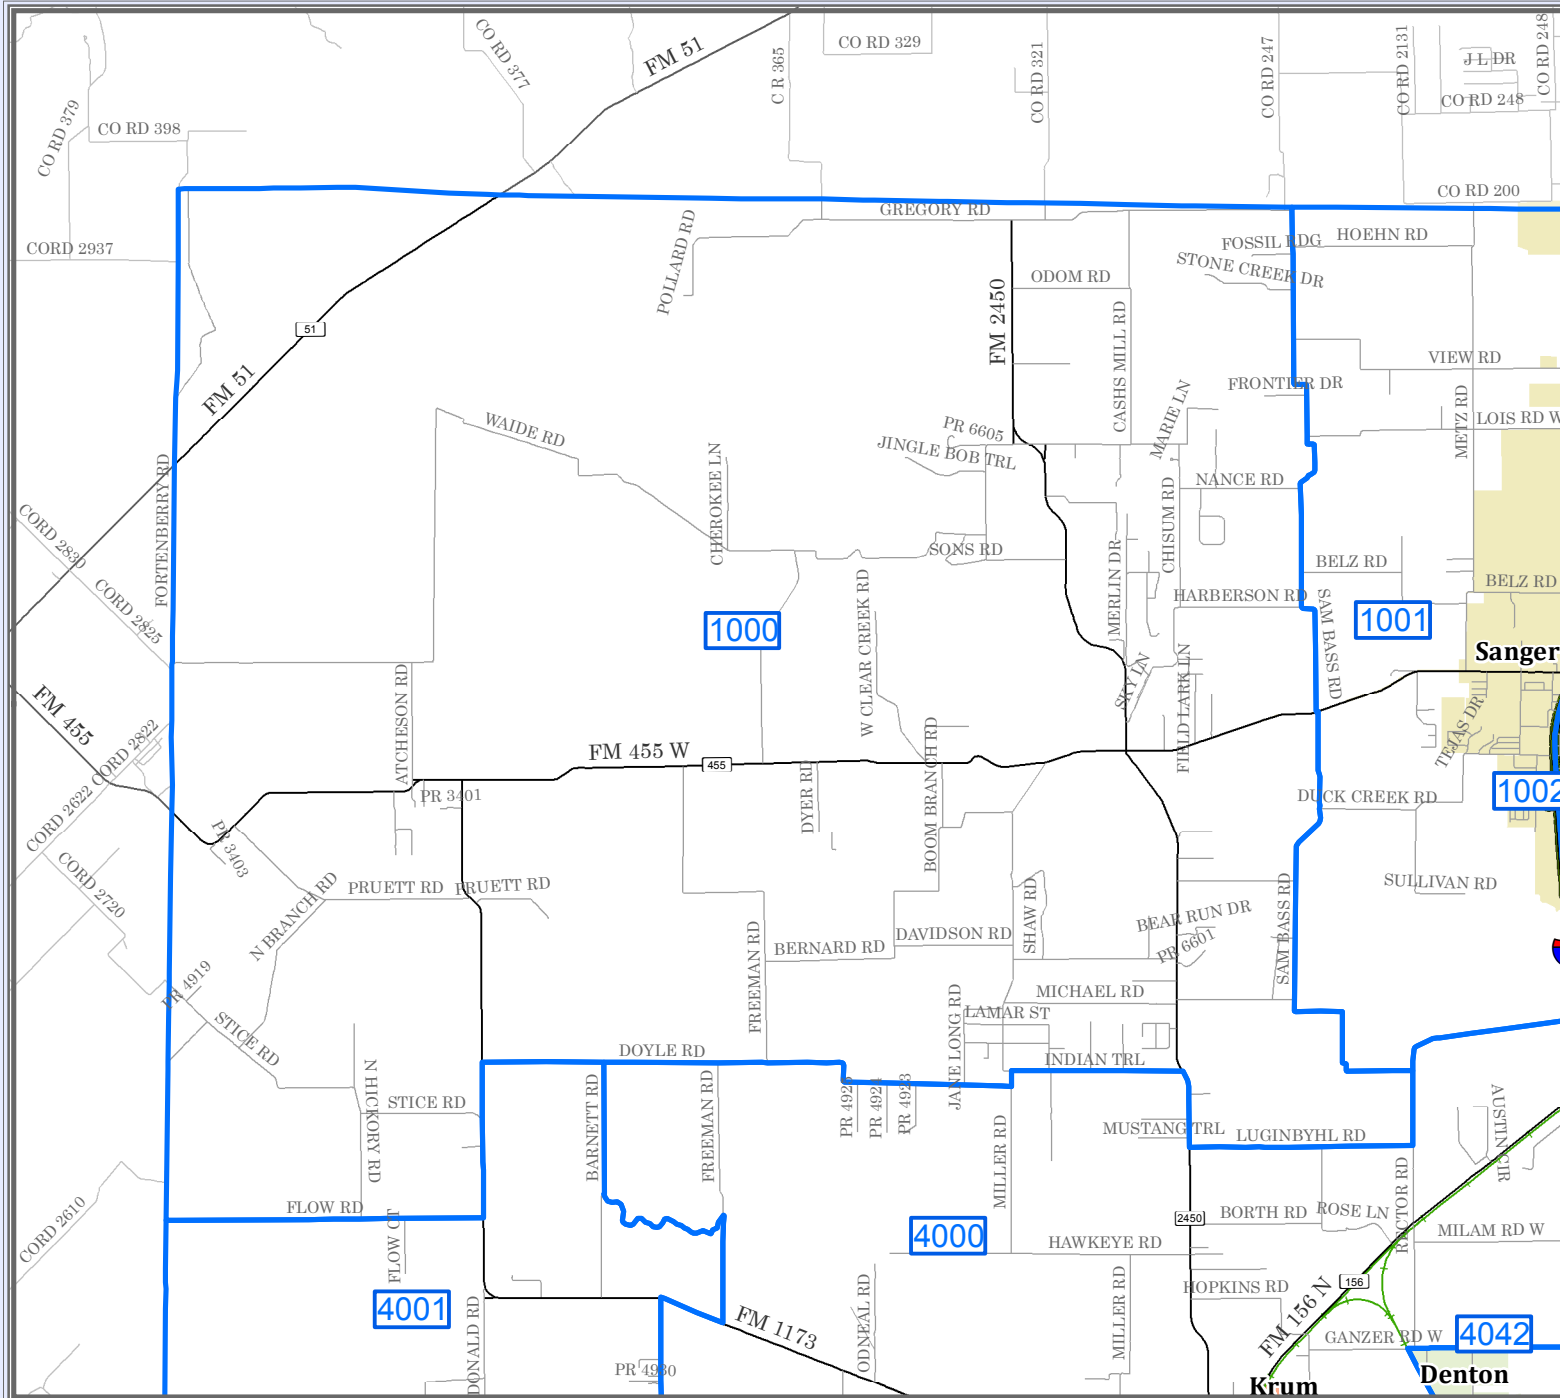 CO RD 377
FM 51
C R 365
CO RD 329
CO RD 321
CO RD 247
CO RD 2131
J L DR
CO RD 248
CO RD 248
CO RD 379
CO RD 398
CO RD 200
GREGORY RD
POLLARD RD
CORD 2937
FOSSIL RDG
HOEHN RD
STONE CREEK DR
ODOM RD
FM 2450
CASHS MILL RD
51
FM 51
VIEW RD
FRONTIER DR
MARIE LN
METZ RD
LOIS RD W
WAIDE RD
PR 6605
JINGLE BOB TRL
CHEROKEE LN
NANCE RD
CHISUM RD
FORTENBERRY RD
CORD 2830
CORD 2825
SONS RD
MERLIN DR
BELZ RD
BELZ RD
HARBERSON RD
SAM BASS RD
1000
1001
W CLEAR CREEK RD
Sanger
SKY LN
FIELD LARK LN
ATCHESON RD
FM 455
CORD 2822
CORD 2622
FM 455 W
455
BOOM BRANCH RD
TEJAS DR
1002
PR 3401
DYER RD
DUCK CREEK RD
PR 3403
CORD 2720
N BRANCH RD
PRUETT RD
PRUETT RD
SULLIVAN RD
SHAW RD
BEAR RUN DR
PR 6601
SAM BASS RD
FREEMAN RD
BERNARD RD
DAVIDSON RD
PR 4919
STICE RD
MICHAEL RD
JANE LONG RD
LAMAR ST
INDIAN TRL
DOYLE RD
N HICKORY RD
STICE RD
BARNETT RD
FREEMAN RD
PR 4925
PR 4924
PR 4923
MILLER RD
MUSTANG TRL
LUGINBYHL RD
AUSTIN CIR
RECTOR RD
CORD 2610
FLOW RD
FLOW CT
4000
2450
BORTH RD
ROSE LN
MILAM RD W
HAWKEYE RD
HOPKINS RD
156
FM 156 N
4001
DONALD RD
FM 1173
ODNEAL RD
MILLER RD
GANZER RD W
4042
PR 4930
Krum
Denton